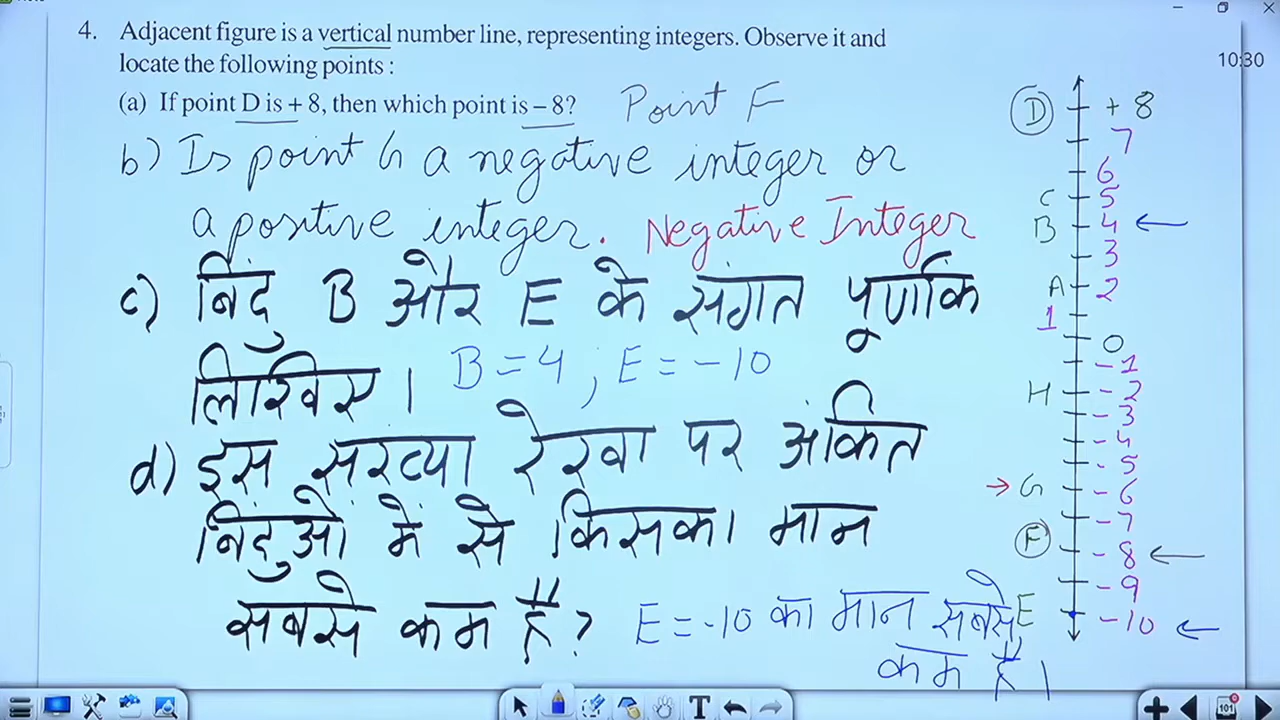 4. Adjacent figure is a vertical number line, representing integers. Observe it and
locate the following points :
10:30
(a) If point D is + 8, then which point is – 8? Point F
b) Is point G a negative integer or
a positive integer. Negative Integer
c) बिंदु B और E के संगत पूर्णांक
लिखिए । B = 4 , E = -10
d) इस संख्या रेखा पर अंकित
बिंदुओं में से किसका मान
सबसे कम है ? E = -10 का मान सबसे
कम है ।
D + 8
7
6
C 5
B 4
3
A 2
1
0
-1
H -2
-3
-4
-5
G -6
-7
F -8
-9
E -10
T
101